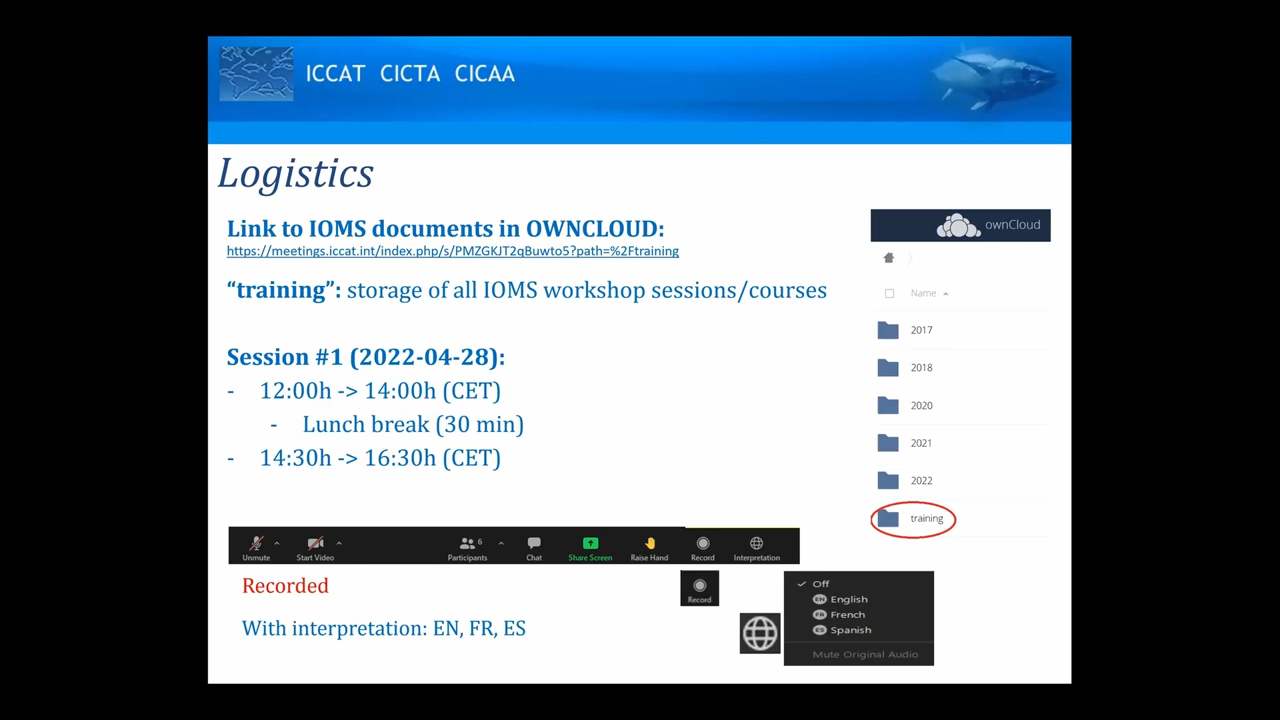 ICCAT CICTA CICAA
Logistics
Link to IOMS documents in OWNCLOUD:
https://meetings.iccat.int/index.php/s/PMZGKJT2qBuwto5?path=%2Ftraining
“training”: storage of all IOMS workshop sessions/courses
Session #1 (2022-04-28):
- 12:00h -> 14:00h (CET)
- Lunch break (30 min)
- 14:30h -> 16:30h (CET)
ownCloud
Name
2017
2018
2020
2021
2022
training
Unmute Start Video Participants 6 Chat Share Screen Raise Hand Record Interpretation
Recorded
Record
With interpretation: EN, FR, ES
Off
EN English
FR French
ES Spanish
Mute Original Audio